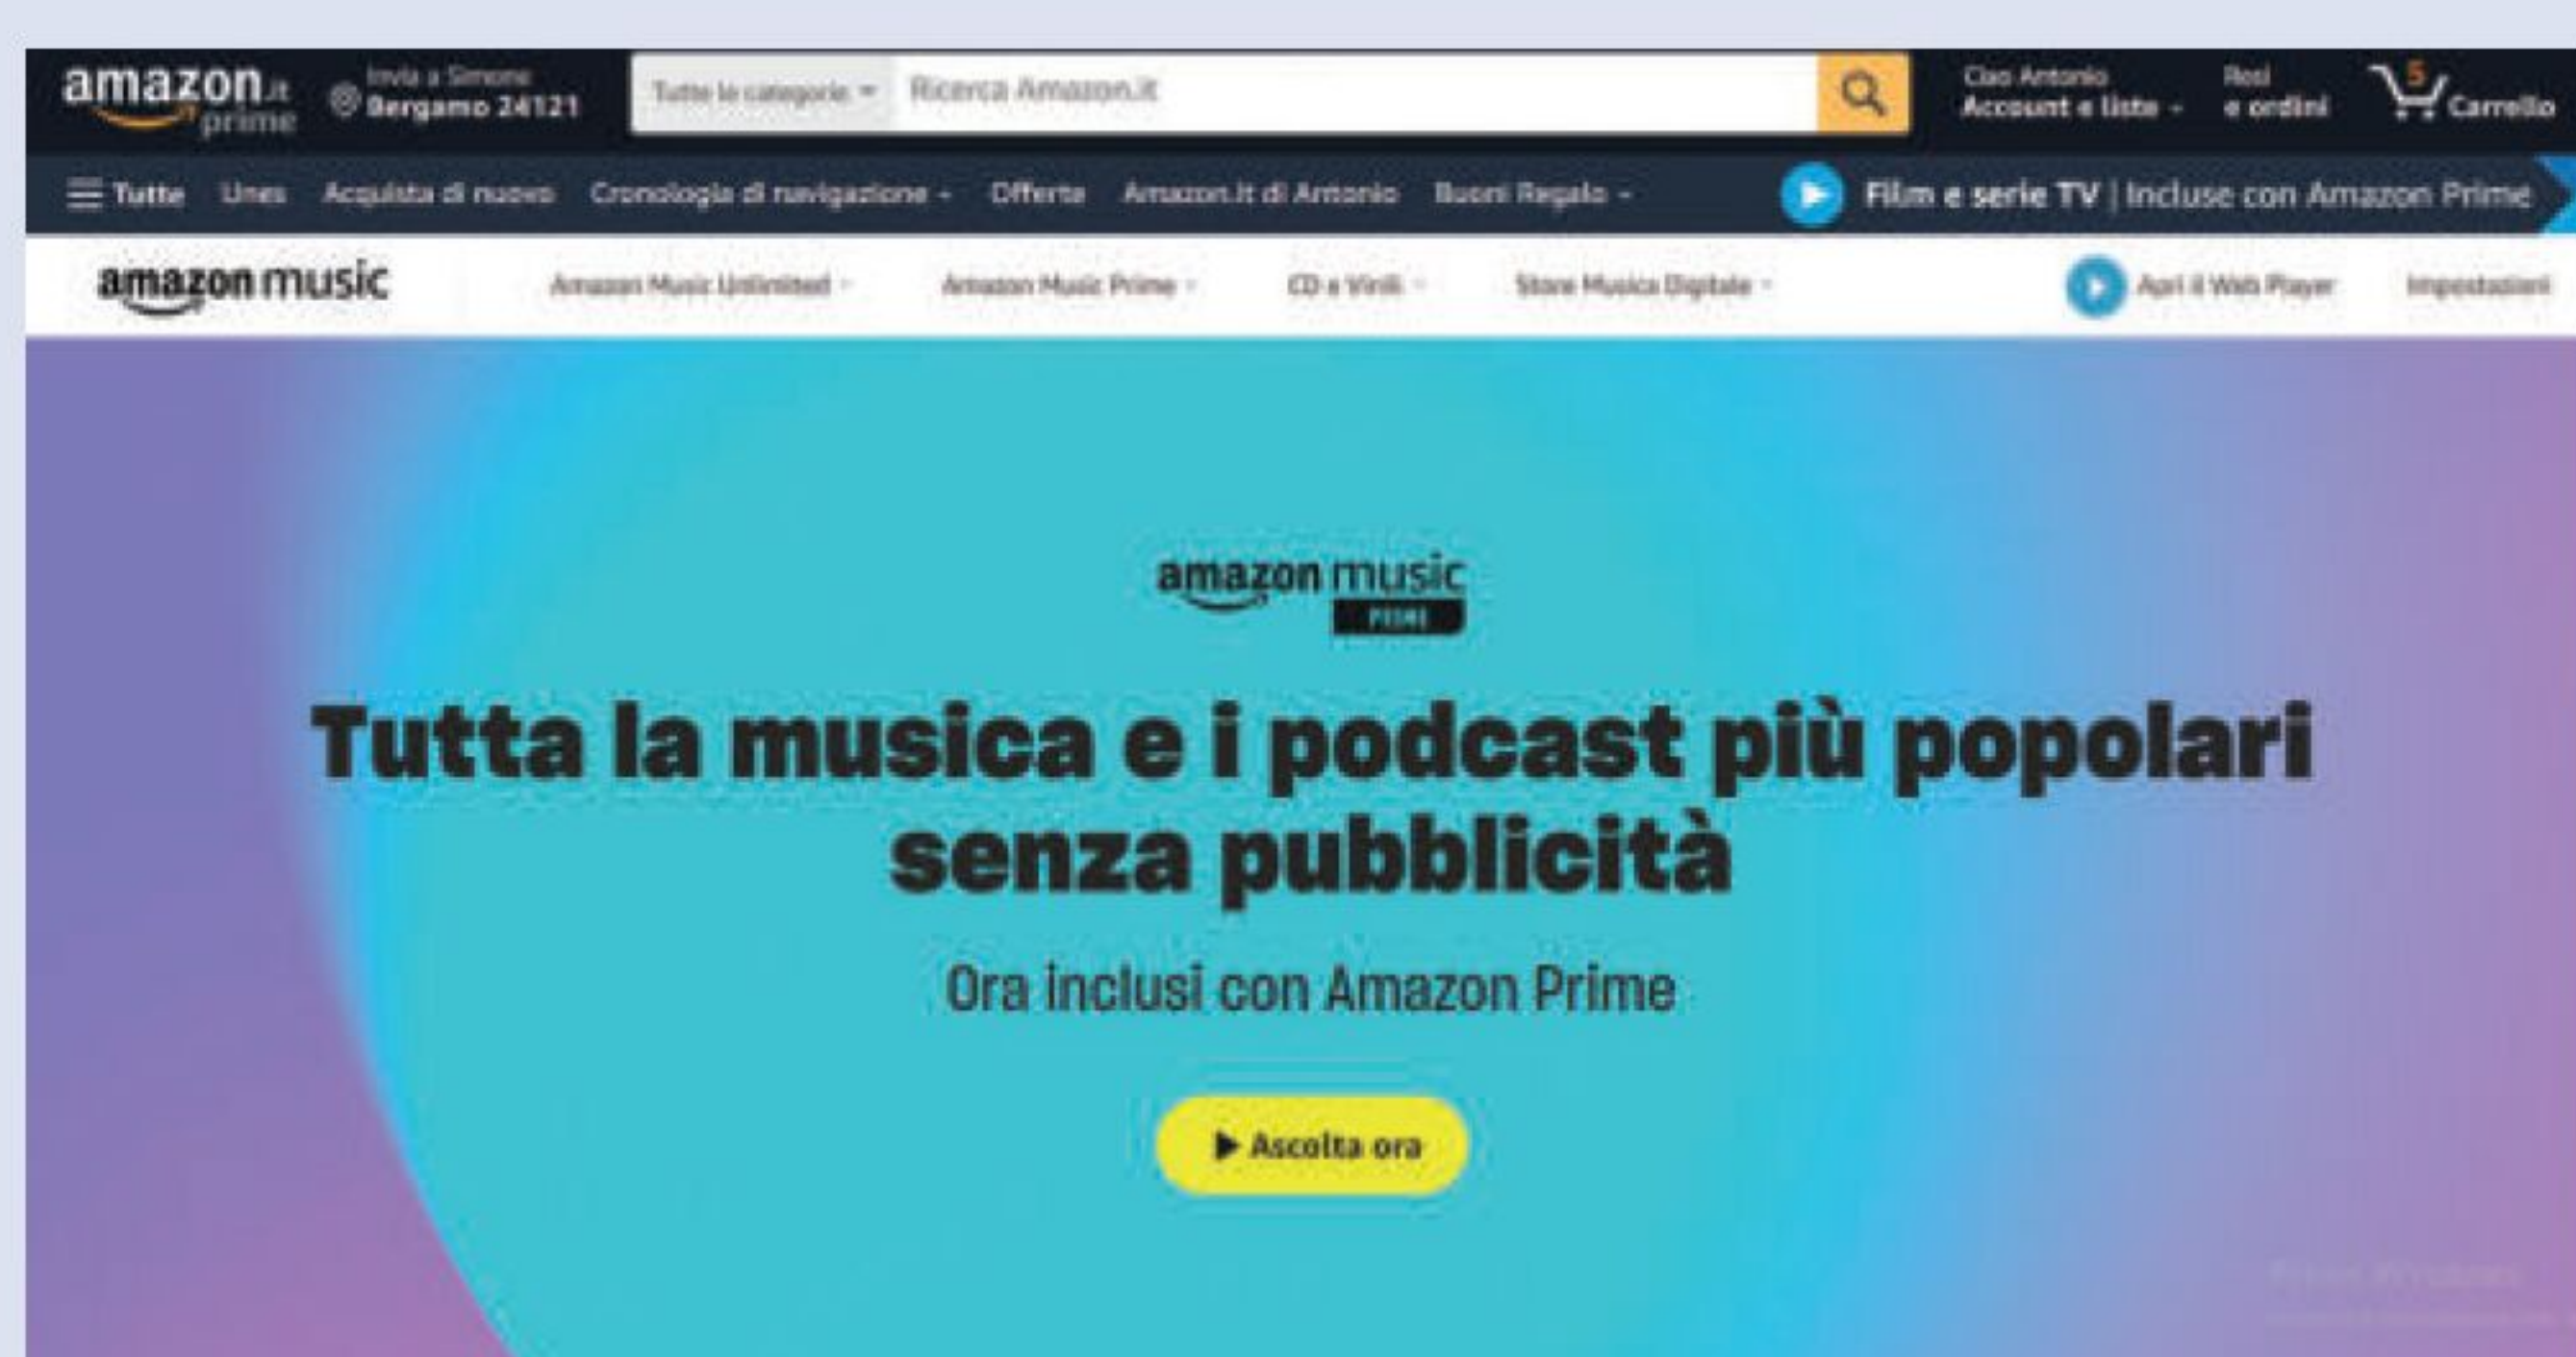 amazon.it
prime
Invia a Simone
Bergamo 24121
Tutte le categorie
Ricerca Amazon.it
Ciao Antonio
Account e liste
Resi
e ordini
5
Carrello
Tutte Unes Acquista di nuovo Cronologia di navigazione Offerte Amazon.it di Antonio Buoni Regalo Film e serie TV | Incluse con Amazon Prime
amazon music Amazon Music Unlimited Amazon Music Prime CD e Vinili Store Musica Digitale Apri il Web Player Impostazioni
amazon music
PRIME
Tutta la musica e i podcast più popolari
senza pubblicità
Ora inclusi con Amazon Prime
Ascolta ora